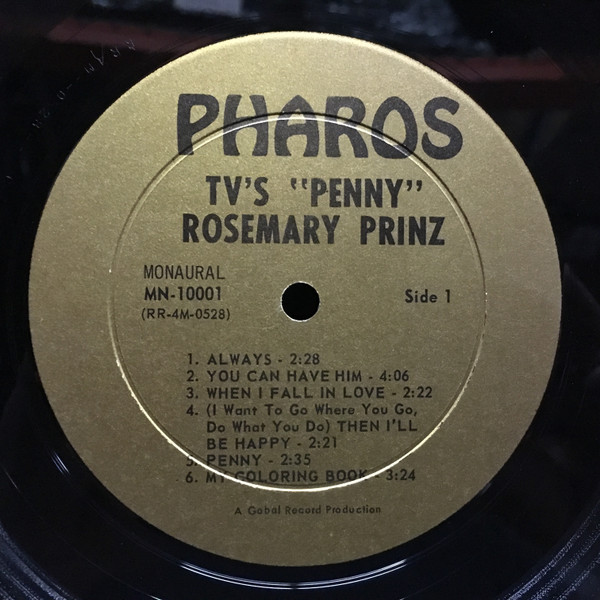 PHAROS
TV'S "PENNY"
ROSEMARY PRINZ
MONAURAL
MN-10001
(RR-4M-0528)
Side 1
1. ALWAYS - 2:28
2. YOU CAN HAVE HIM - 4:06
3. WHEN I FALL IN LOVE - 2:22
4. (I Want To Go Where You Go,
Do What You Do) THEN I'LL
BE HAPPY - 2:21
5. PENNY - 2:35
6. MY COLORING BOOK - 3:24
A Gabal Record Production